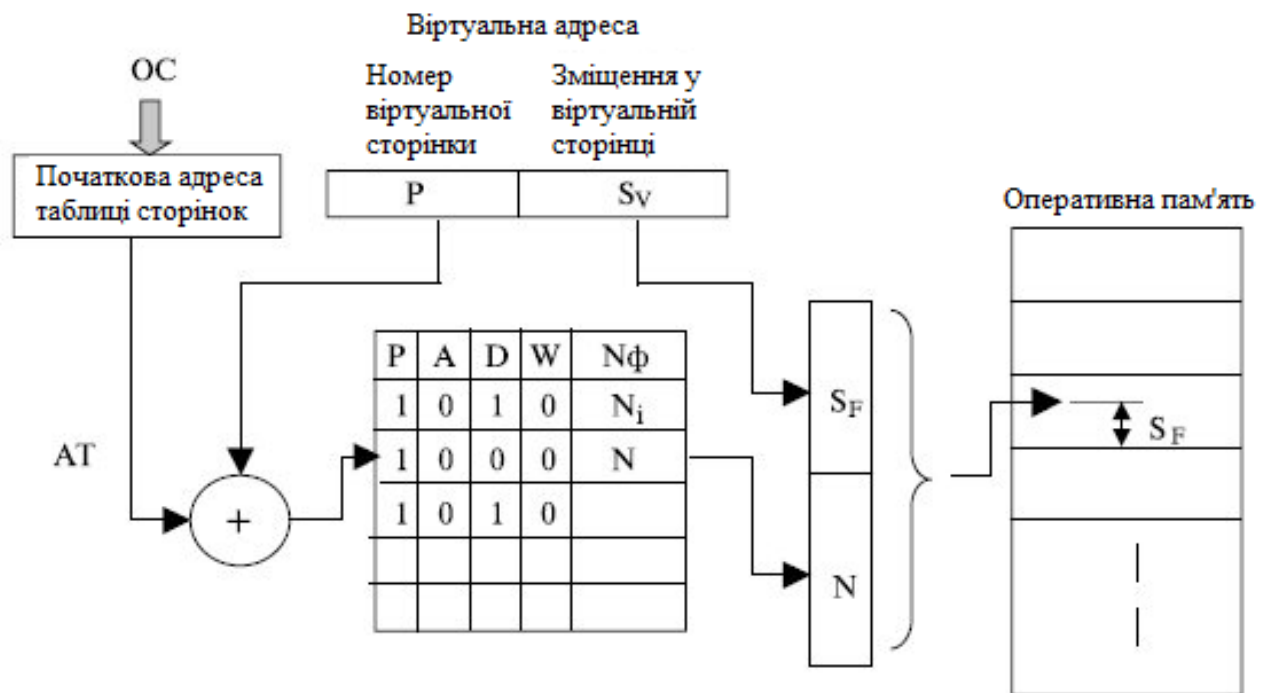 Віртуальна адреса
ОС
Номер
віртуальної
сторінки
Зміщення у
віртуальній
сторінці
Початкова адреса
таблиці сторінок
P SV
Оперативна пам'ять
P A D W Nф
1 0 1 0 Ni
1 0 0 0 N
1 0 1 0
АТ
+
SF
N
SF